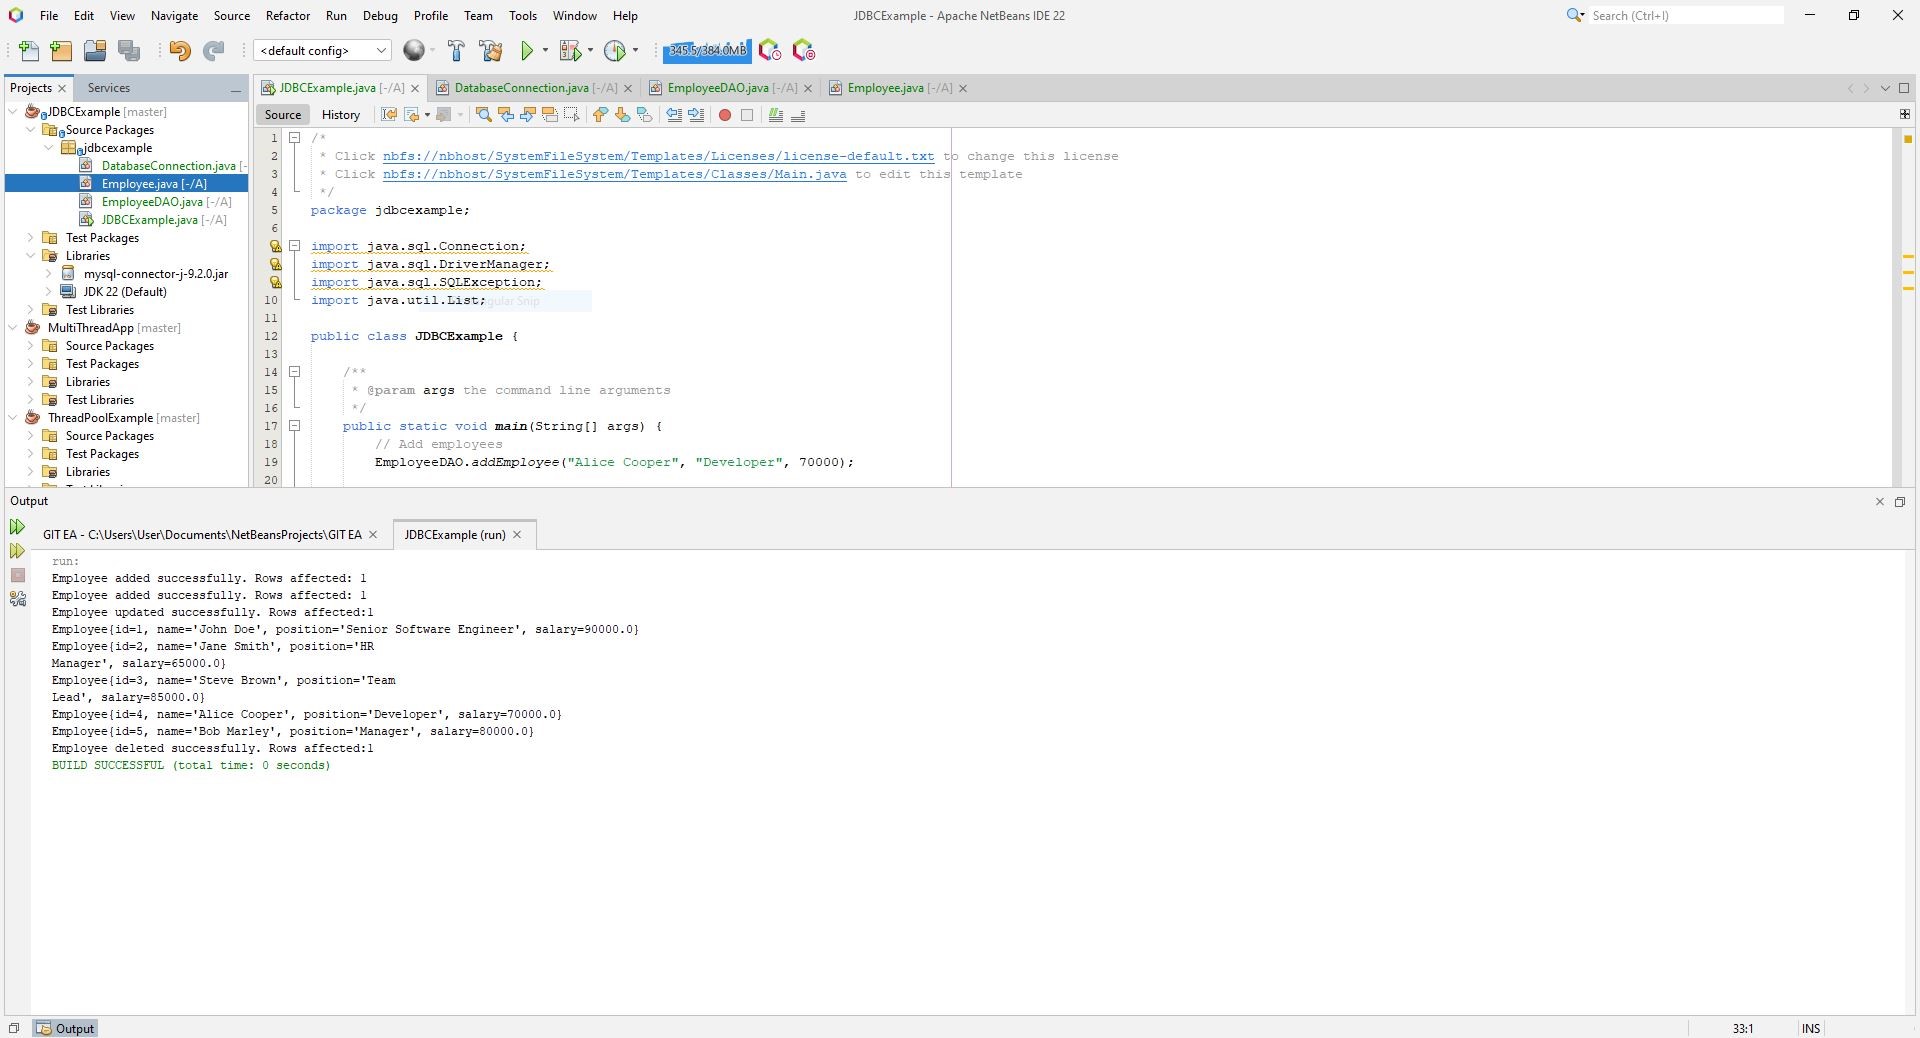 File Edit View Navigate Source Refactor Run Debug Profile Team Tools Window Help
JDBCExample - Apache NetBeans IDE 22
Search (Ctrl+I)
<default config>
345.5/384.0MB
Projects
Services
JDBCExample [master]
Source Packages
jdbcexample
DatabaseConnection.java [-
Employee.java [-/A]
EmployeeDAO.java [-/A]
JDBCExample.java [-/A]
Test Packages
Libraries
mysql-connector-j-9.2.0.jar
JDK 22 (Default)
Test Libraries
MultiThreadApp [master]
Source Packages
Test Packages
Libraries
Test Libraries
ThreadPoolExample [master]
Source Packages
Test Packages
Libraries
JDBCExample.java [-/A] DatabaseConnection.java [-/A] EmployeeDAO.java [-/A] Employee.java [-/A]
Source History
1 /*
2 * Click nbfs://nbhost/SystemFileSystem/Templates/Licenses/license-default.txt to change this license
3 * Click nbfs://nbhost/SystemFileSystem/Templates/Classes/Main.java to edit this template
4 */
5 package jdbcexample;
6
import java.sql.Connection;
import java.sql.DriverManager;
import java.sql.SQLException;
10 import java.util.List;
Snip
11
12 public class JDBCExample {
13
14 /**
15 * @param args the command line arguments
16 */
17 public static void main(String[] args) {
18 // Add employees
19 EmployeeDAO.addEmployee("Alice Cooper", "Developer", 70000);
20
Output
GIT EA - C:\Users\User\Documents\NetBeansProjects\GIT EA
JDBCExample (run)
run:
Employee added successfully. Rows affected: 1
Employee added successfully. Rows affected: 1
Employee updated successfully. Rows affected:1
Employee{id=1, name='John Doe', position='Senior Software Engineer', salary=90000.0}
Employee{id=2, name='Jane Smith', position='HR
Manager', salary=65000.0}
Employee{id=3, name='Steve Brown', position='Team
Lead', salary=85000.0}
Employee{id=4, name='Alice Cooper', position='Developer', salary=70000.0}
Employee{id=5, name='Bob Marley', position='Manager', salary=80000.0}
Employee deleted successfully. Rows affected:1
BUILD SUCCESSFUL (total time: 0 seconds)
Output
33:1
INS